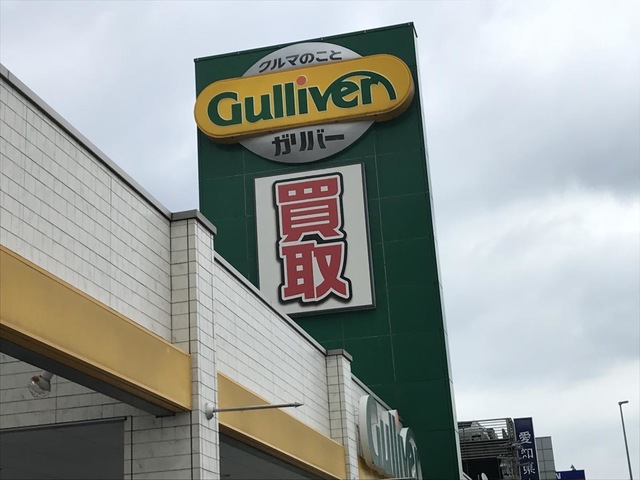 クルマのこと
Gulliver
ガリバー
買取
Gulliver
愛知県